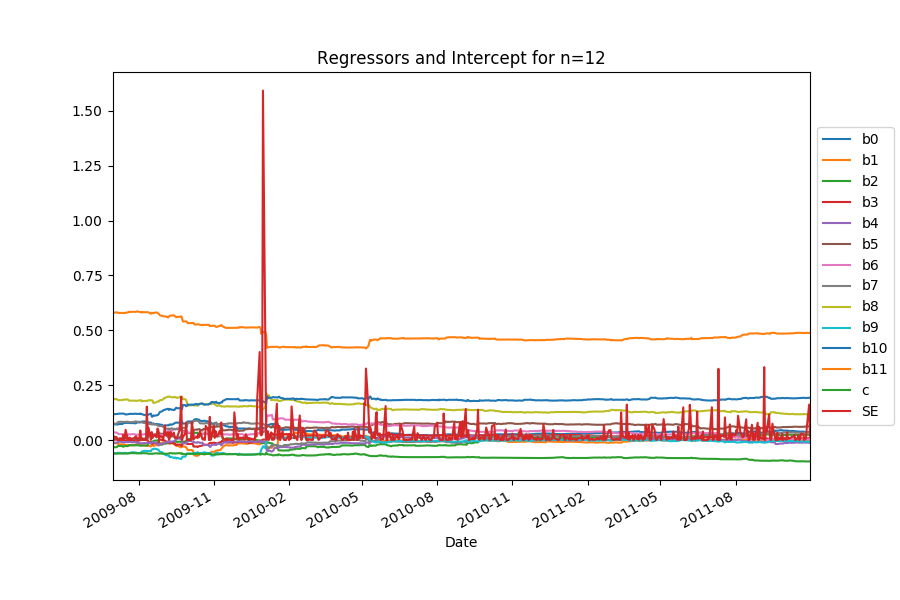 Regressors and Intercept for n=12
1.50
1.25
1.00
0.75
0.50
0.25
0.00
2009-08
2009-11
2010-02
2010-05
2010-08
2010-11
2011-02
2011-05
2011-08
Date
b0
b1
b2
b3
b4
b5
b6
b7
b8
b9
b10
b11
c
SE